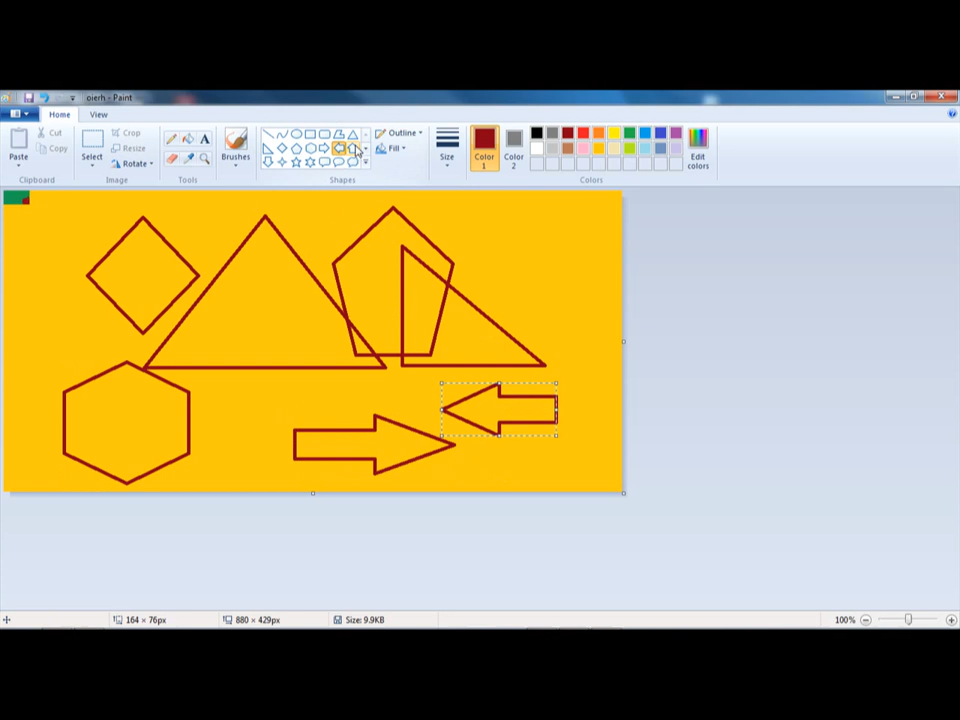 oierh - Paint
Home View
Paste
Cut
Copy
Clipboard
Select
Crop
Resize
Rotate
Image
A
Tools
Brushes
Outline
Fill
Shapes
Size
Color 1
Color 2
Edit colors
Colors
164 × 76px
880 × 429px
Size: 9.9KB
100%